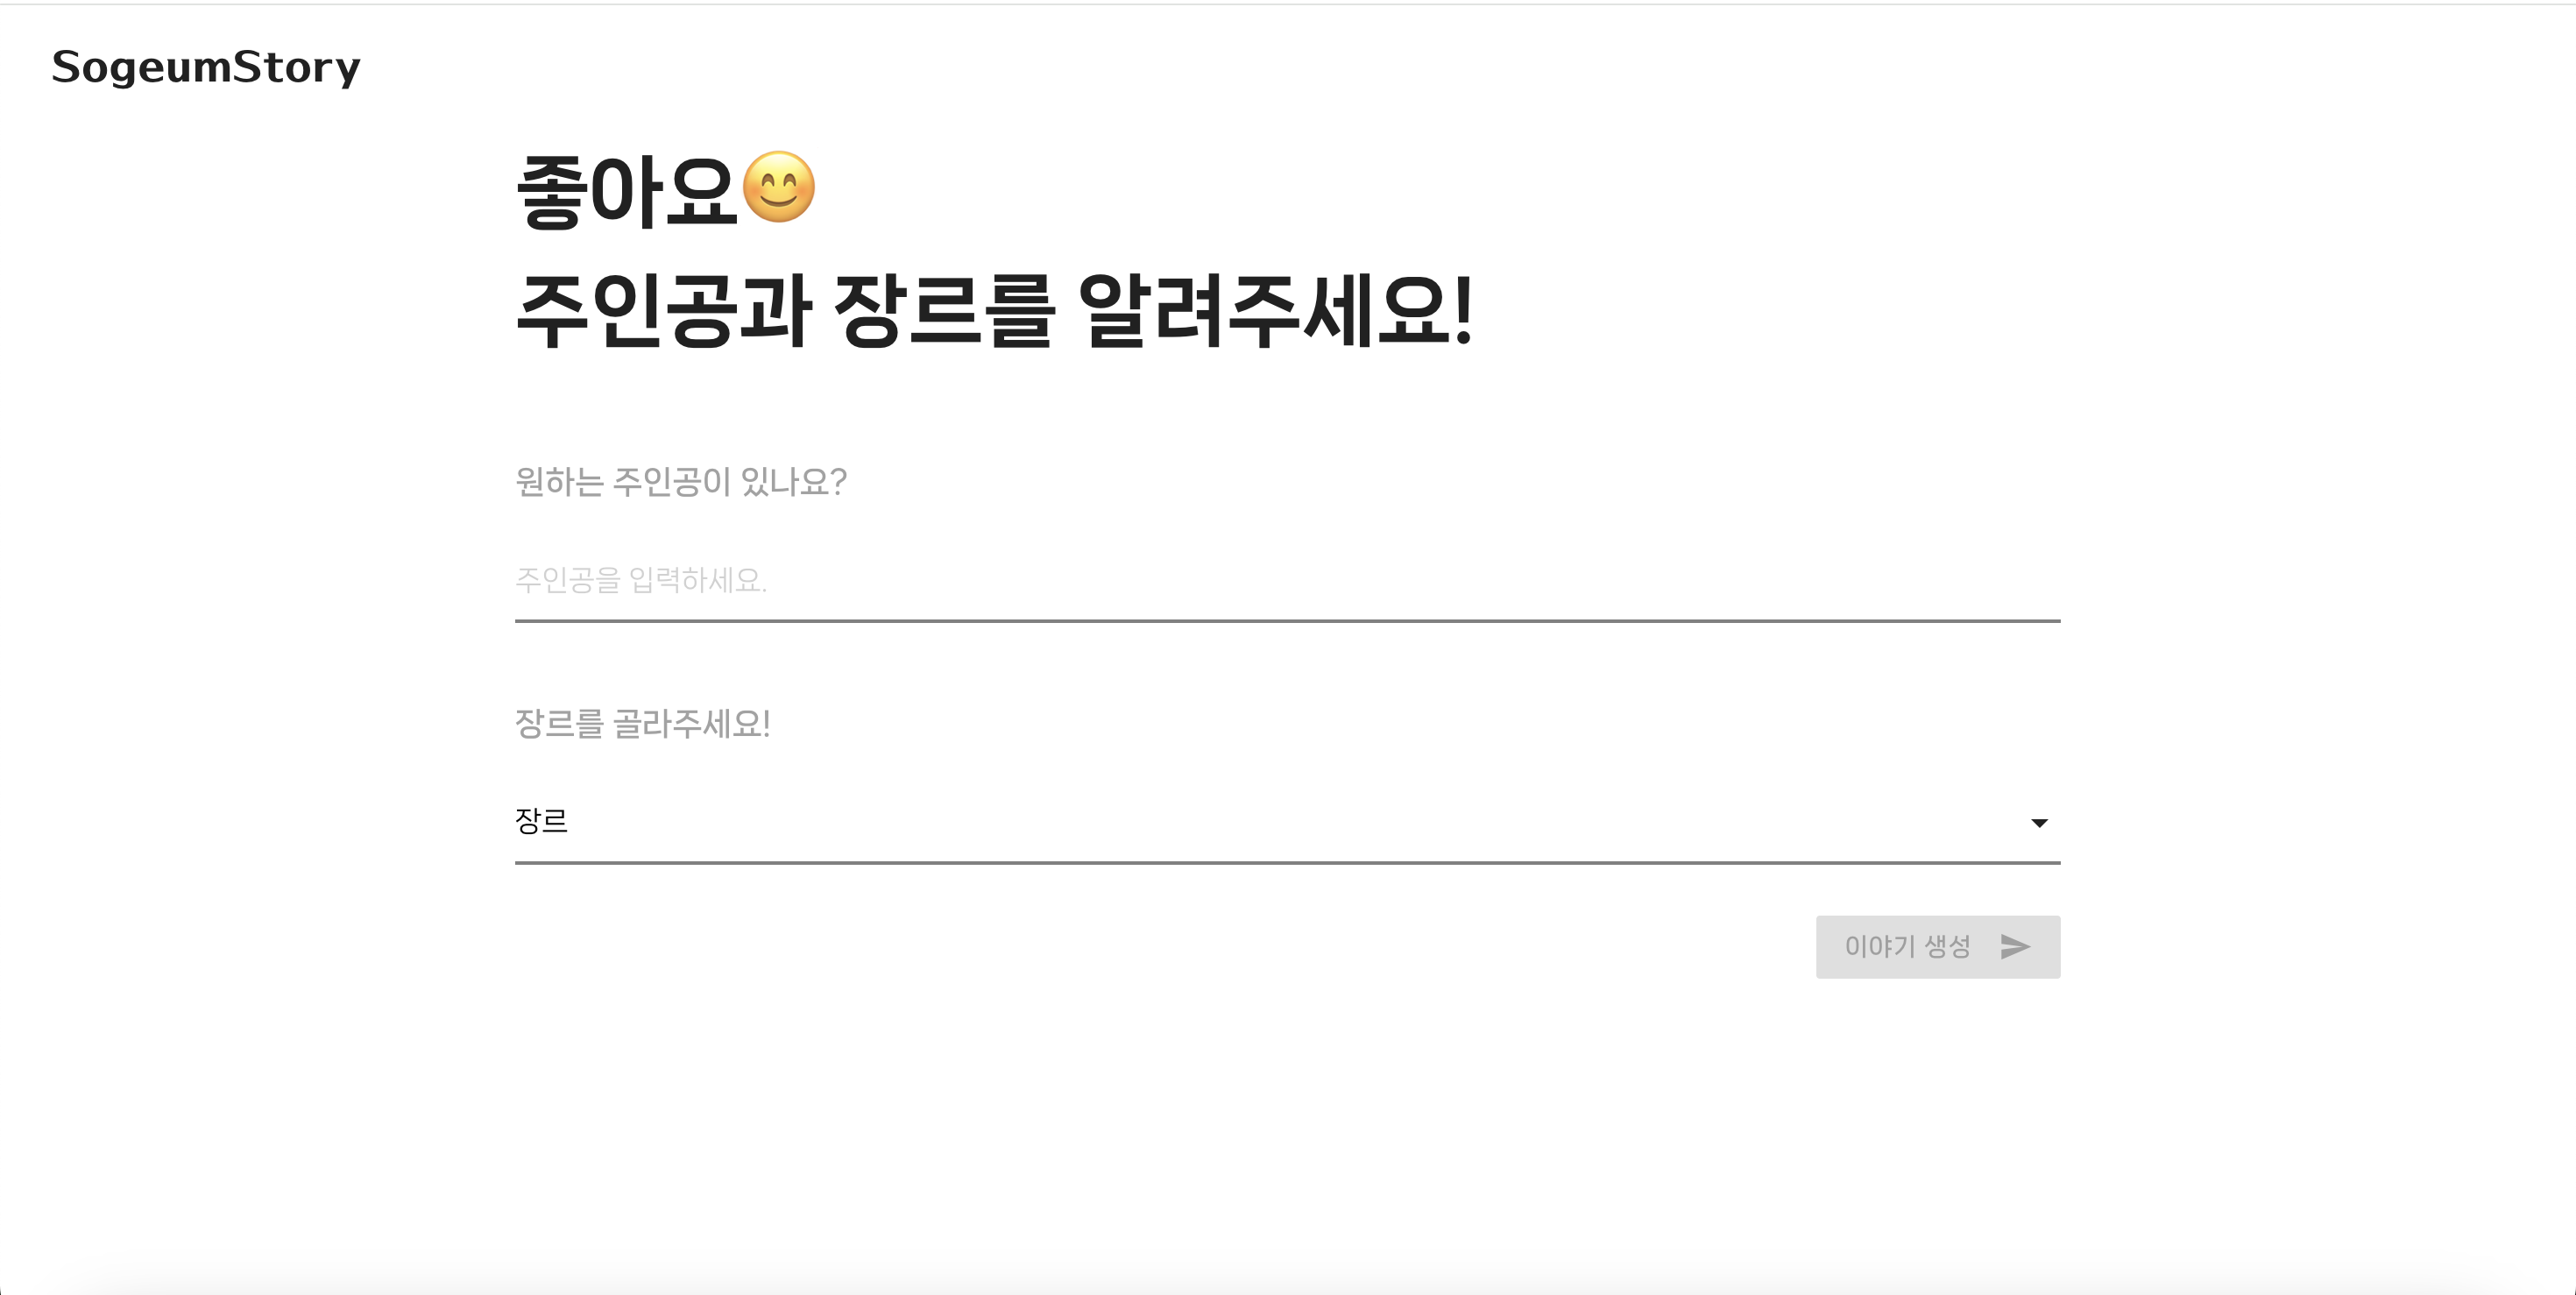 SogeumStory
좋아요😊
주인공과 장르를 알려주세요!
원하는 주인공이 있나요?
주인공을 입력하세요.
장르를 골라주세요!
장르
이야기 생성